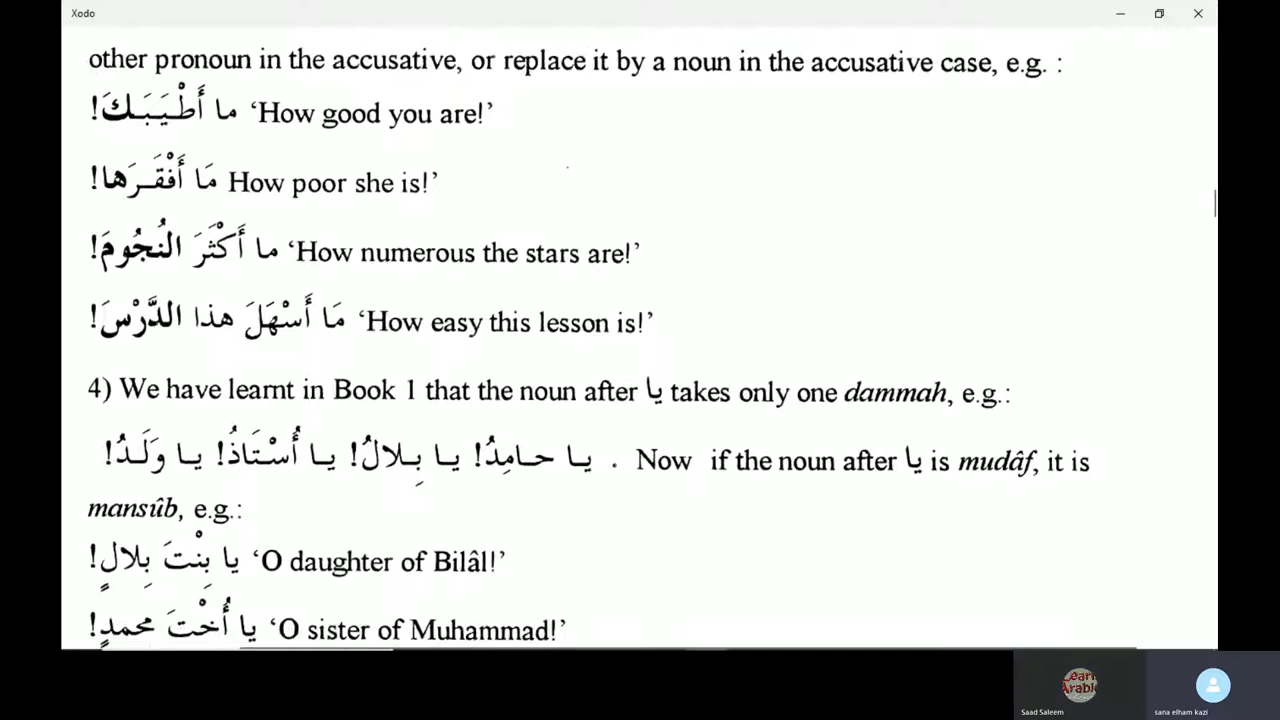 Xodo
other pronoun in the accusative, or replace it by a noun in the accusative case, e.g. :
ما أَطْيَبَكَ! ‘How good you are!’
مَا أَفْقَرَها! How poor she is!’
ما أَكْثَرَ النُجُومَ! ‘How numerous the stars are!’
مَا أَسْهَلَ هذا الدَّرْسَ! ‘How easy this lesson is!’
4) We have learnt in Book 1 that the noun after يا takes only one dammah, e.g.:
يا حامِدُ! يا بِلالُ! يا أُسْتَاذُ! يا وَلَدُ! . Now if the noun after يا is mudâf, it is
mansûb, e.g.:
يا بِنْتَ بِلالٍ! ‘O daughter of Bilâl!’
يا أُخْتَ محمدٍ! ‘O sister of Muhammad!’
Learn
Arabic
Saad Saleem
sana elham kazi